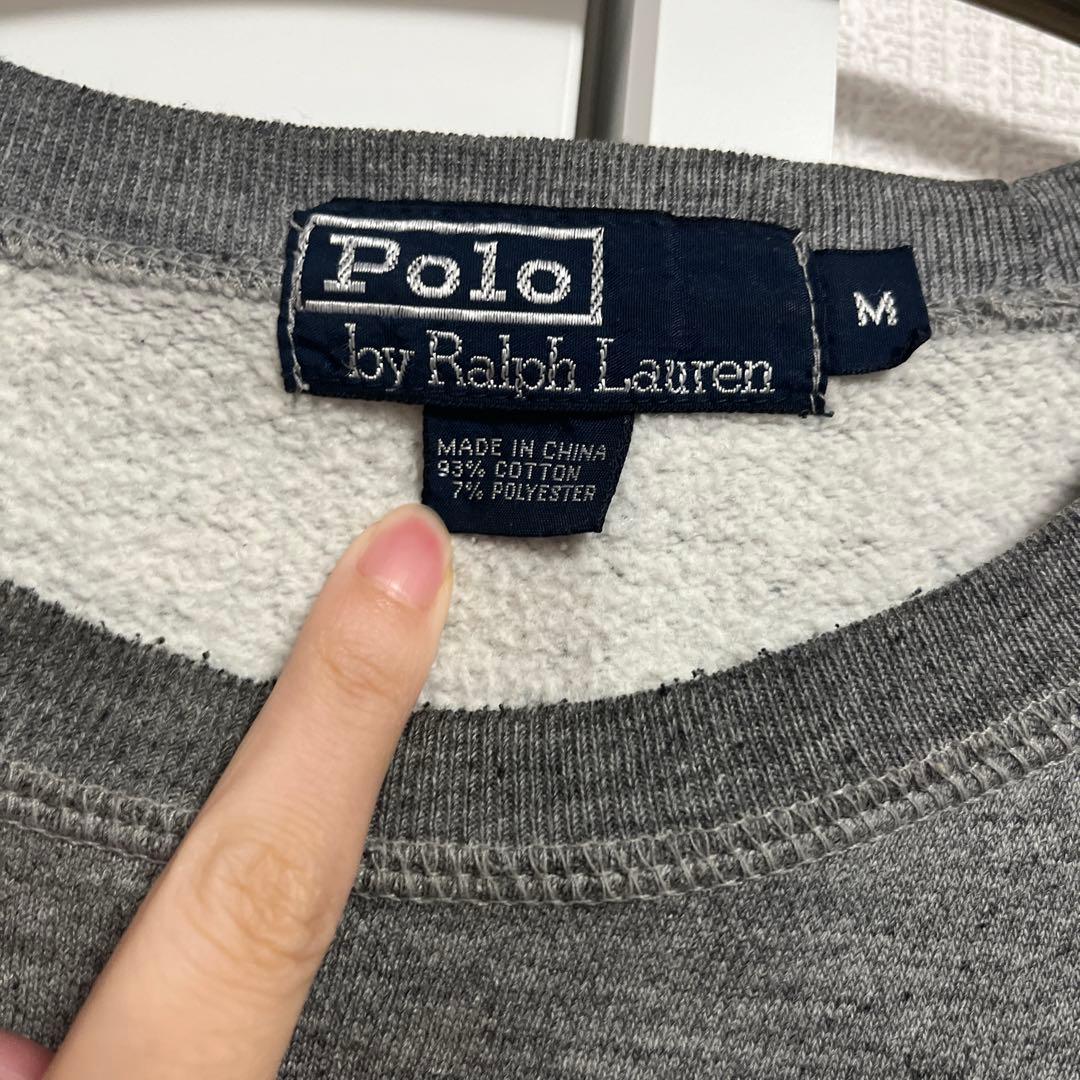 Polo
by Ralph Lauren
M
MADE IN CHINA
93% COTTON
7% POLYESTER